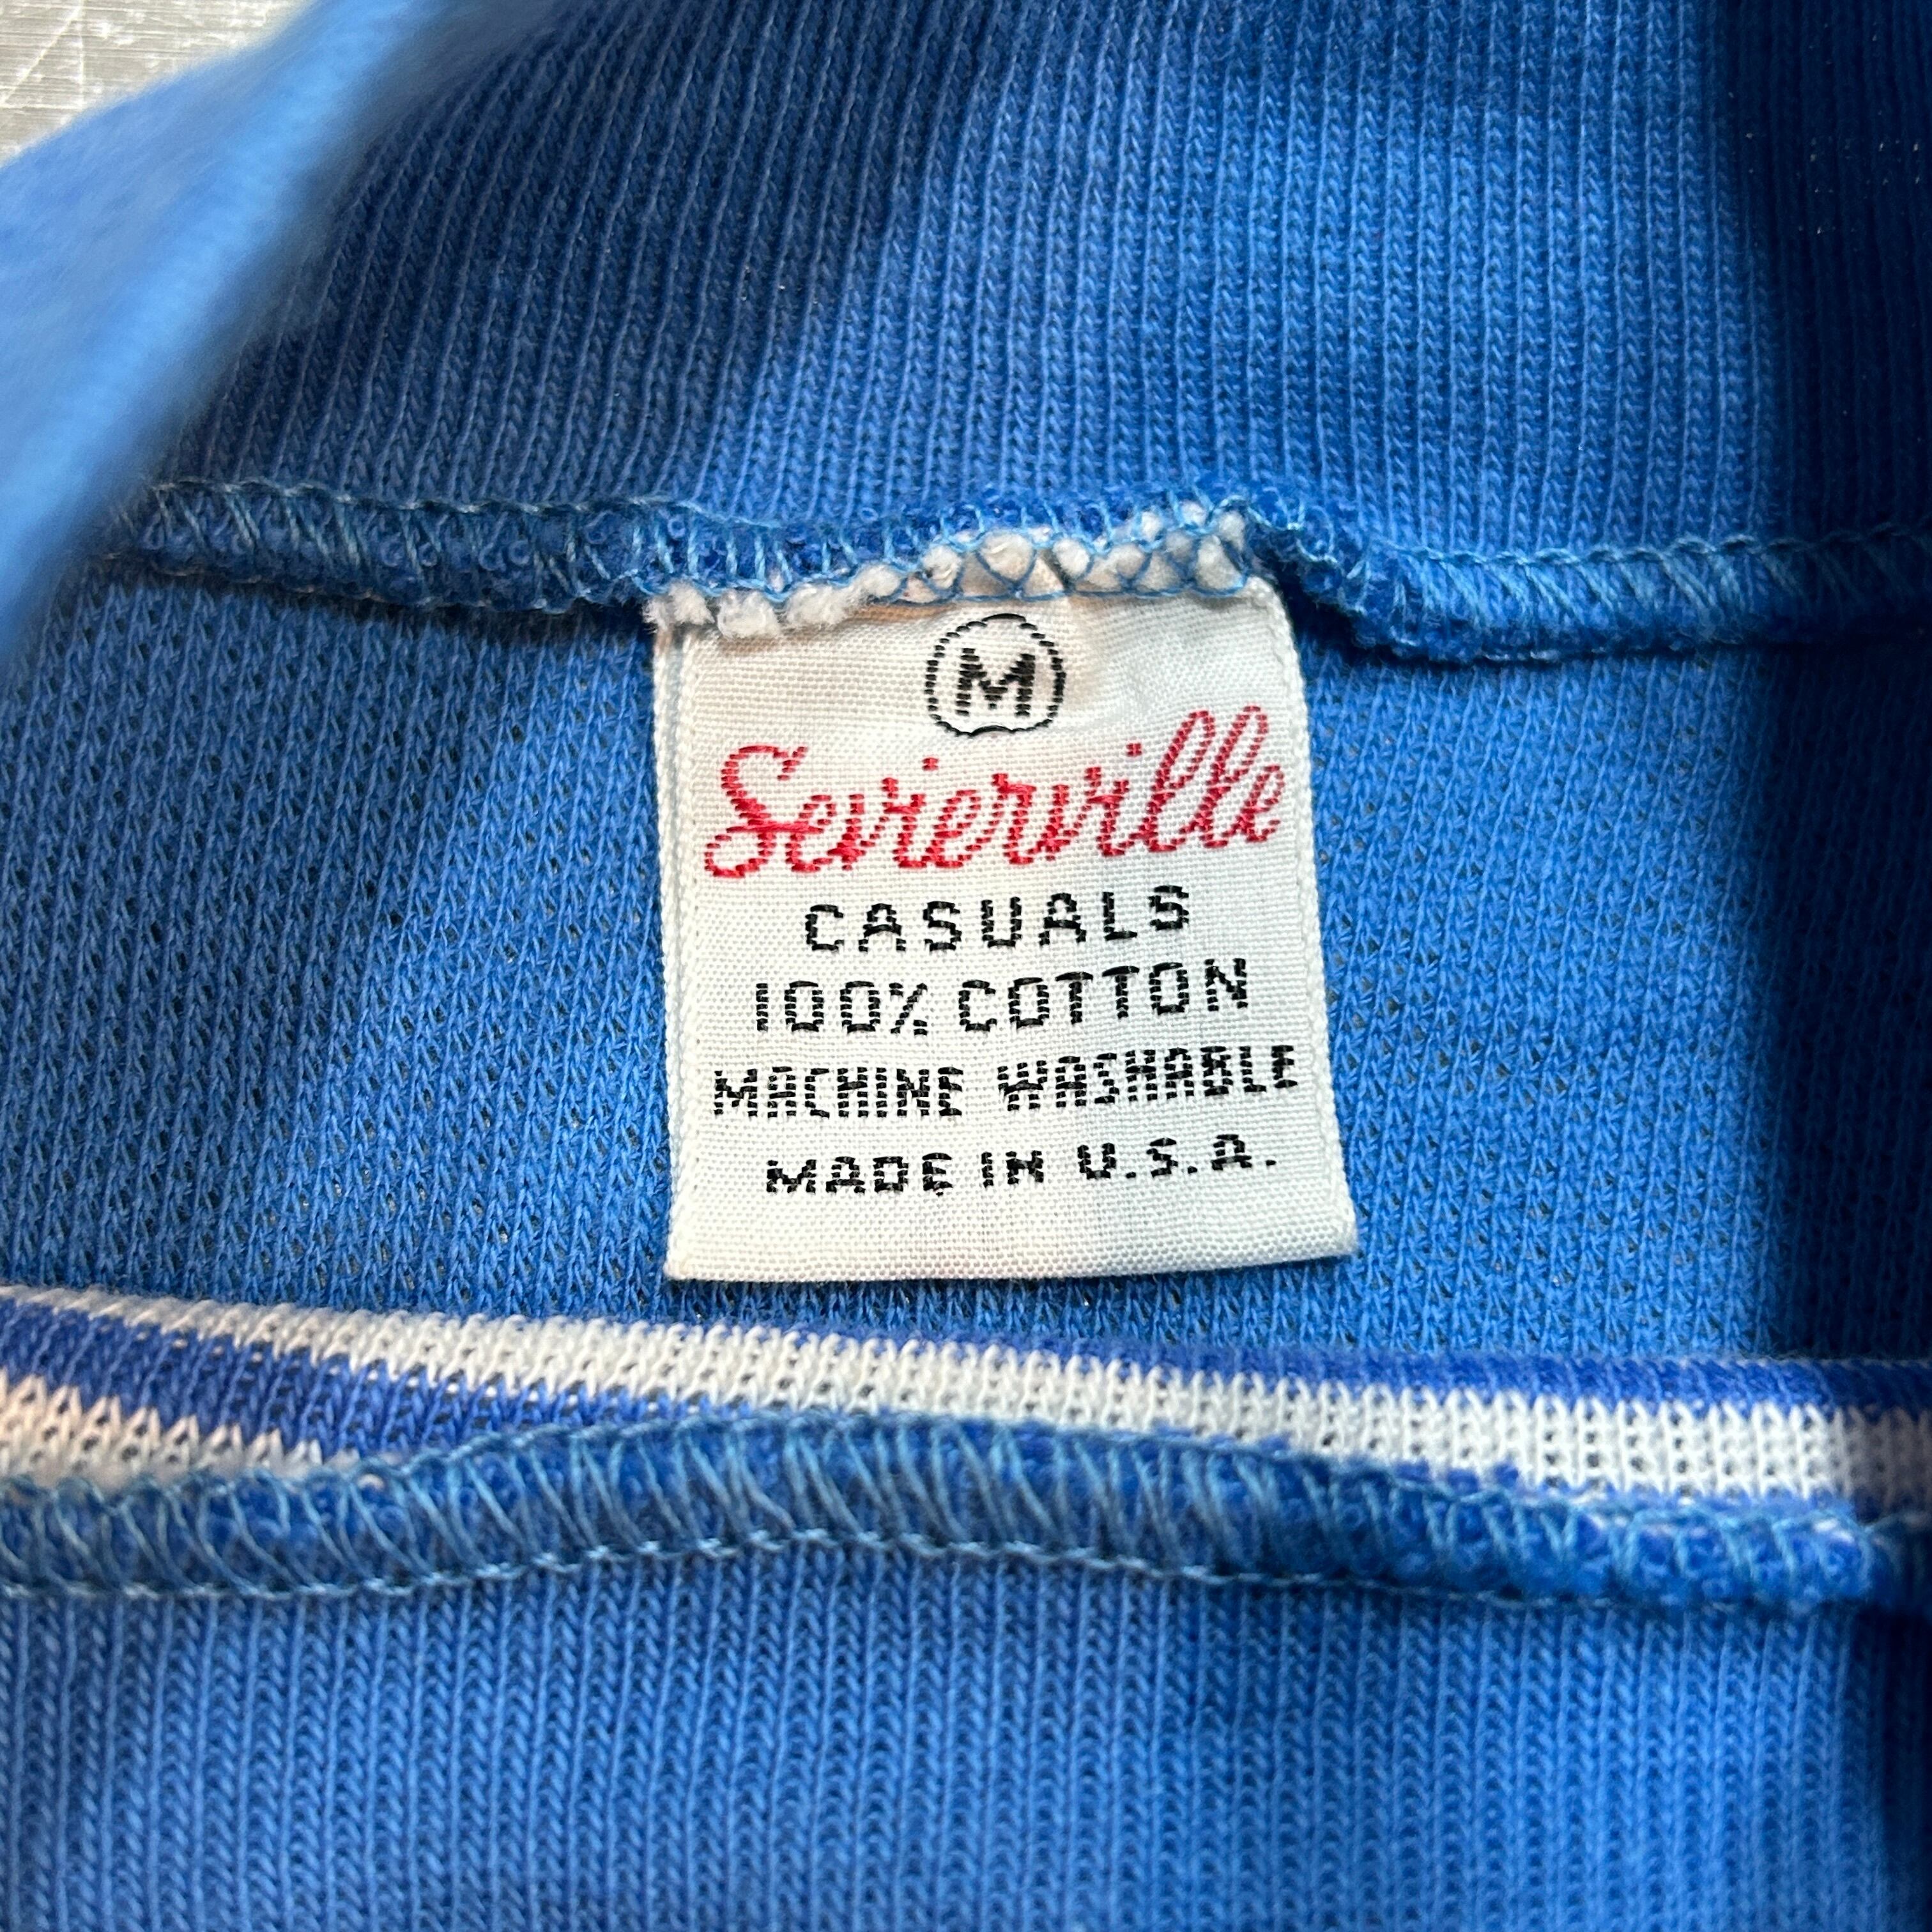 M
Sevierville
CASUALS
100% COTTON
MACHINE WASHABLE
MADE IN U.S.A.